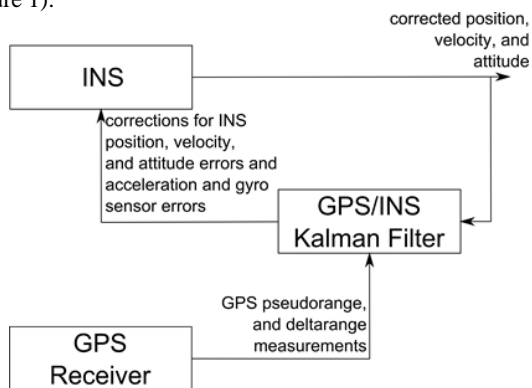 re 1).
corrected position,
velocity, and
attitude
INS
corrections for INS
position, velocity,
and attitude errors and
acceleration and gyro
sensor errors
GPS/INS
Kalman Filter
GPS pseudorange,
and deltarange
measurements
GPS
Receiver